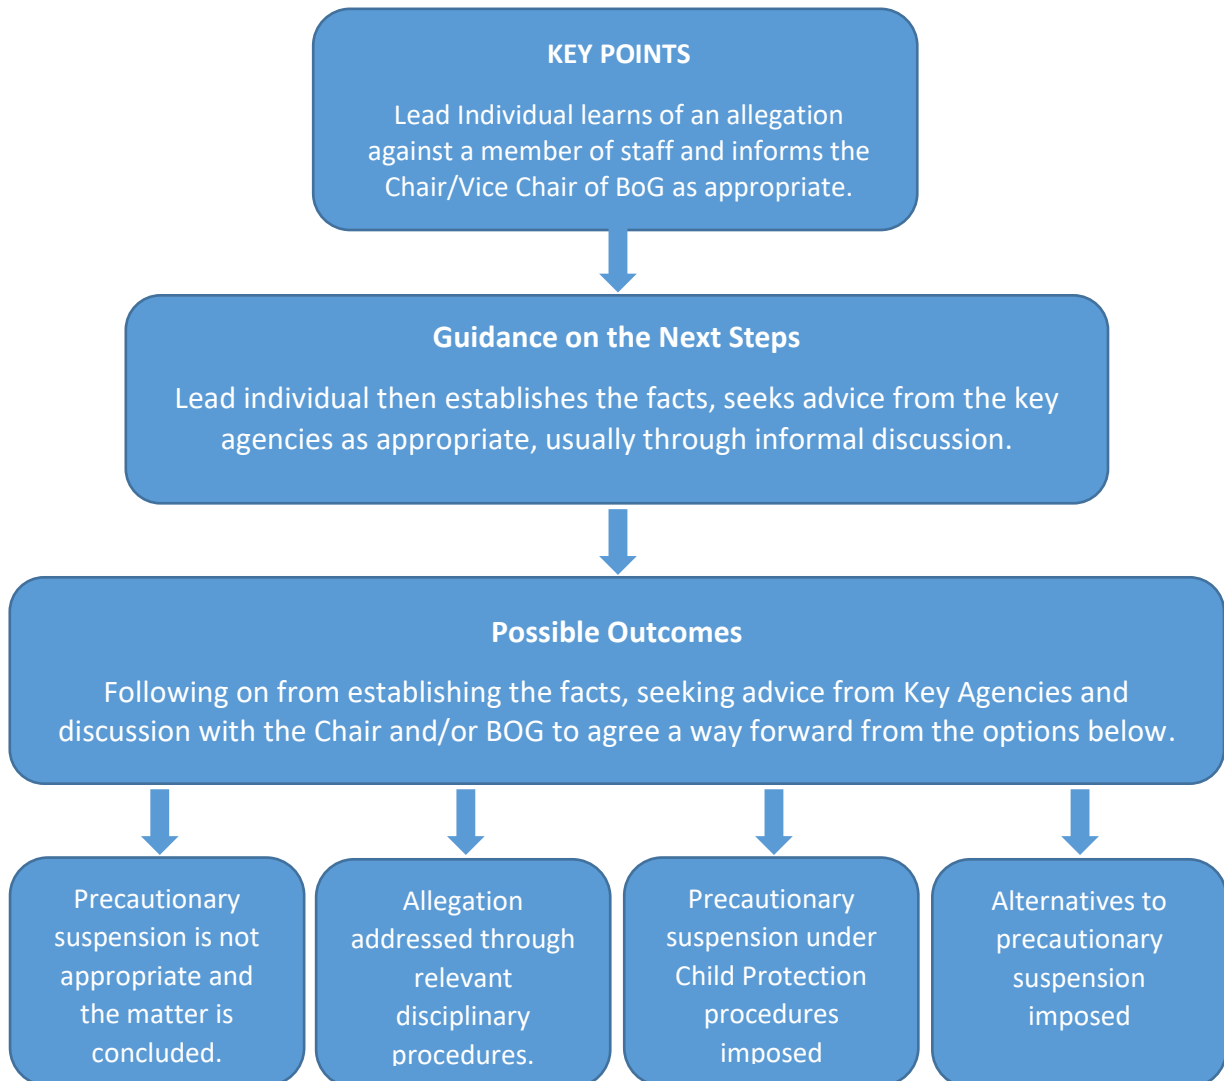 KEY POINTS
Lead Individual learns of an allegation
against a member of staff and informs the
Chair/Vice Chair of BoG as appropriate.
Guidance on the Next Steps
Lead individual then establishes the facts, seeks advice from the key
agencies as appropriate, usually through informal discussion.
Possible Outcomes
Following on from establishing the facts, seeking advice from Key Agencies and
discussion with the Chair and/or BOG to agree a way forward from the options below.
Precautionary
suspension is not
appropriate and
the matter is
concluded.
Allegation
addressed through
relevant
disciplinary
procedures.
Precautionary
suspension under
Child Protection
procedures
imposed
Alternatives to
precautionary
suspension
imposed